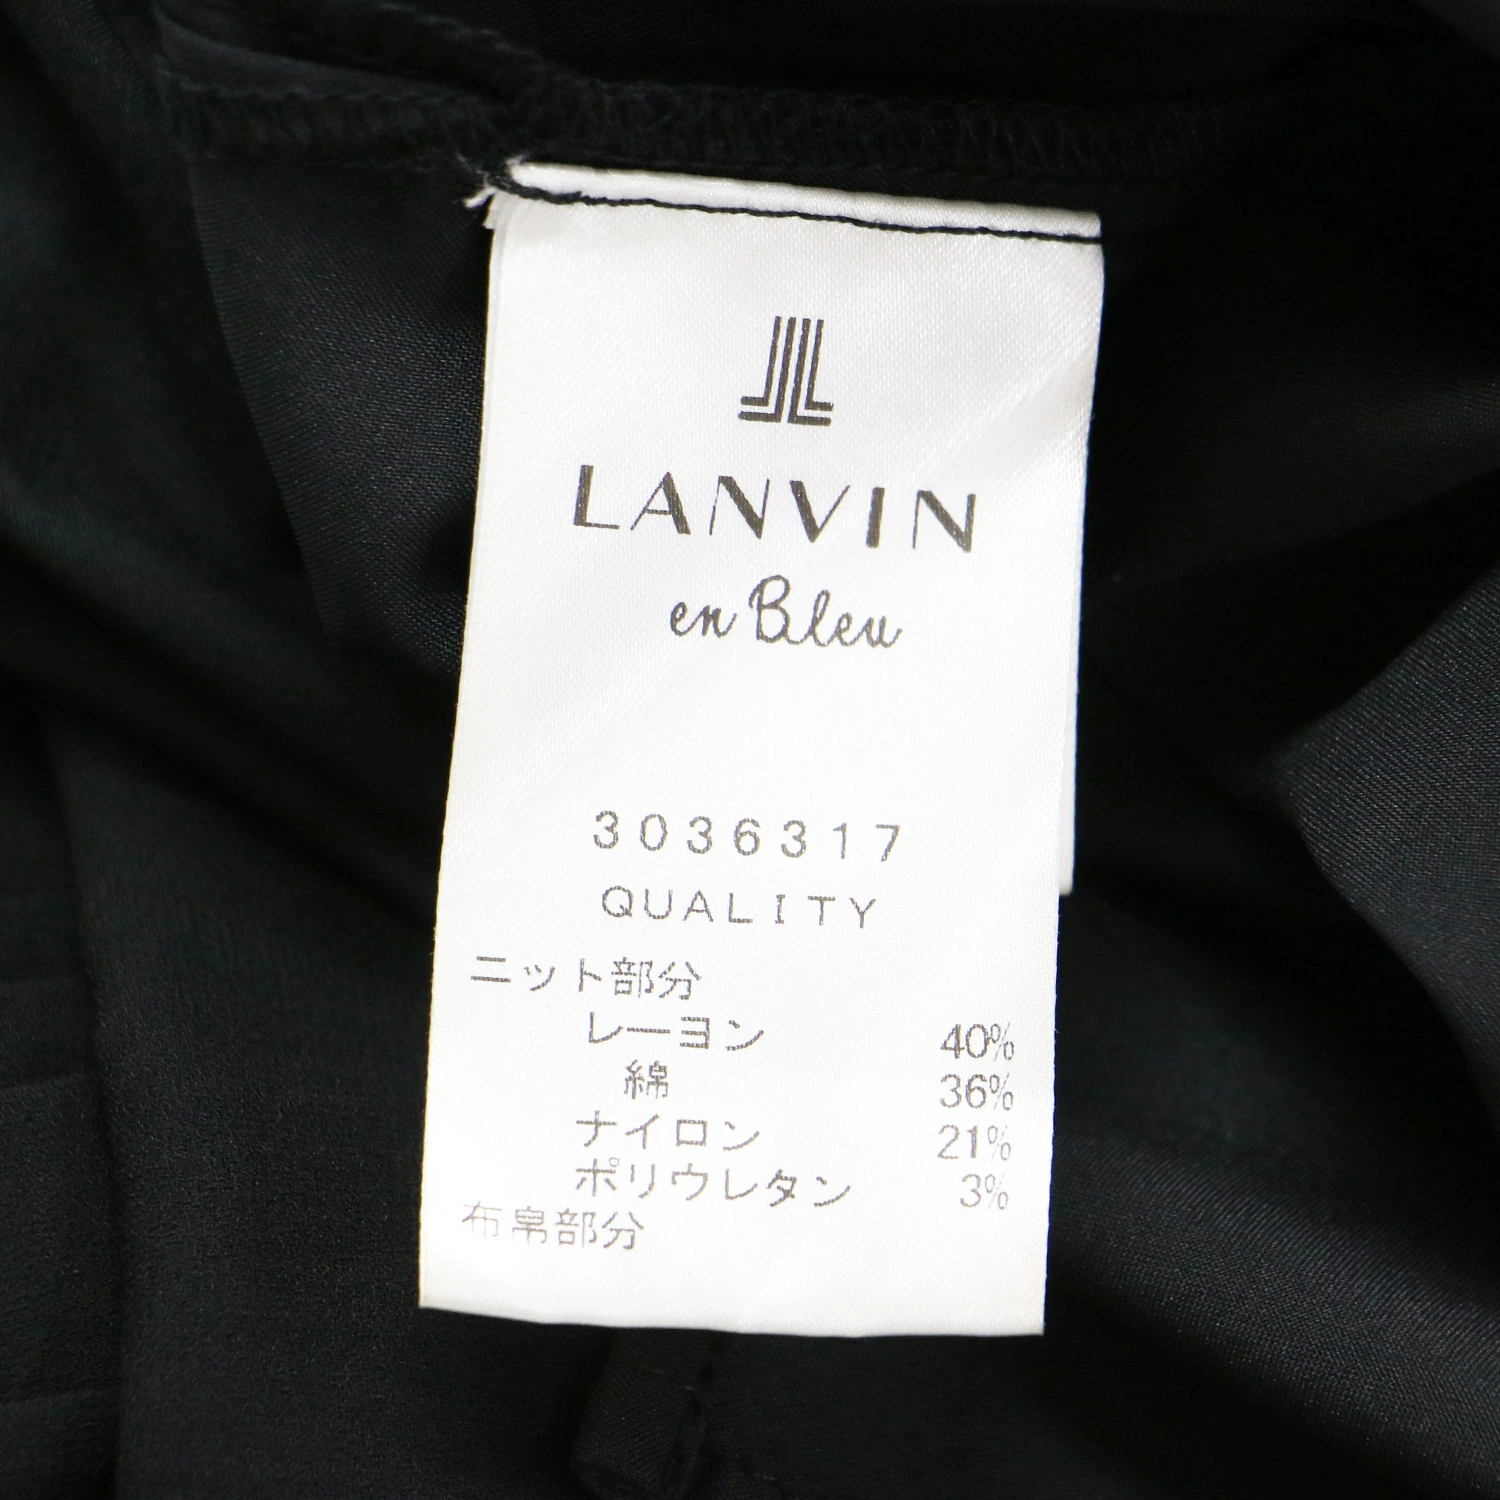 LANVIN
en Bleu
3036317
QUALITY
ニット部分
レーヨン 40%
綿 36%
ナイロン 21%
ポリウレタン 3%
布帛部分